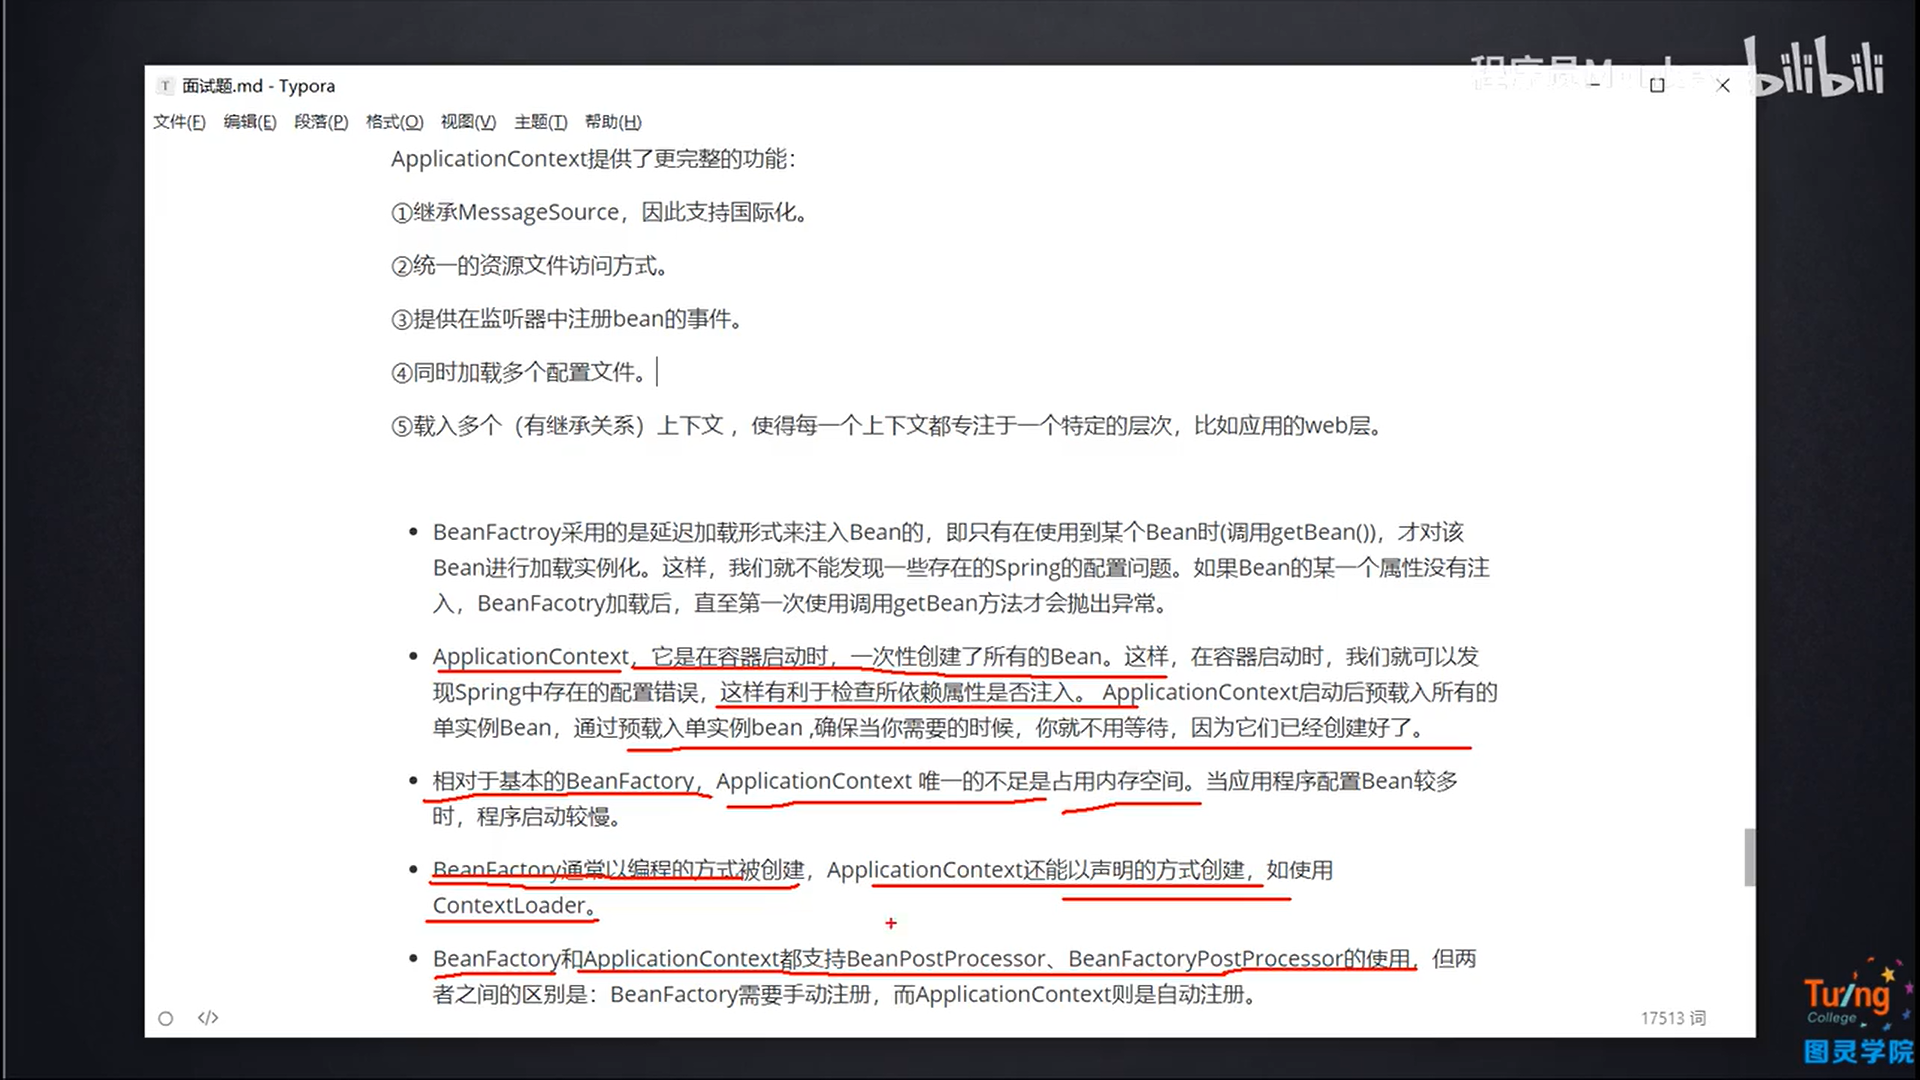 面试题.md - Typora
bilibili
文件(F) 编辑(E) 段落(P) 格式(O) 视图(V) 主题(T) 帮助(H)
ApplicationContext提供了更完整的功能：
①继承MessageSource，因此支持国际化。
②统一的资源文件访问方式。
③提供在监听器中注册bean的事件。
④同时加载多个配置文件。
⑤载入多个（有继承关系）上下文 ，使得每一个上下文都专注于一个特定的层次，比如应用的web层。
BeanFactroy采用的是延迟加载形式来注入Bean的，即只有在使用到某个Bean时(调用getBean())，才对该
Bean进行加载实例化。这样，我们就不能发现一些存在的Spring的配置问题。如果Bean的某一个属性没有注
入，BeanFacotry加载后，直至第一次使用调用getBean方法才会抛出异常。
ApplicationContext，它是在容器启动时，一次性创建了所有的Bean。这样，在容器启动时，我们就可以发
现Spring中存在的配置错误，这样有利于检查所依赖属性是否注入。 ApplicationContext启动后预载入所有的
单实例Bean，通过预载入单实例bean ,确保当你需要的时候，你就不用等待，因为它们已经创建好了。
相对于基本的BeanFactory，ApplicationContext 唯一的不足是占用内存空间。当应用程序配置Bean较多
时，程序启动较慢。
BeanFactory通常以编程的方式被创建，ApplicationContext还能以声明的方式创建，如使用
ContextLoader。
BeanFactory和ApplicationContext都支持BeanPostProcessor、BeanFactoryPostProcessor的使用，但两
者之间的区别是：BeanFactory需要手动注册，而ApplicationContext则是自动注册。
17513 词
Turing
College
图灵学院